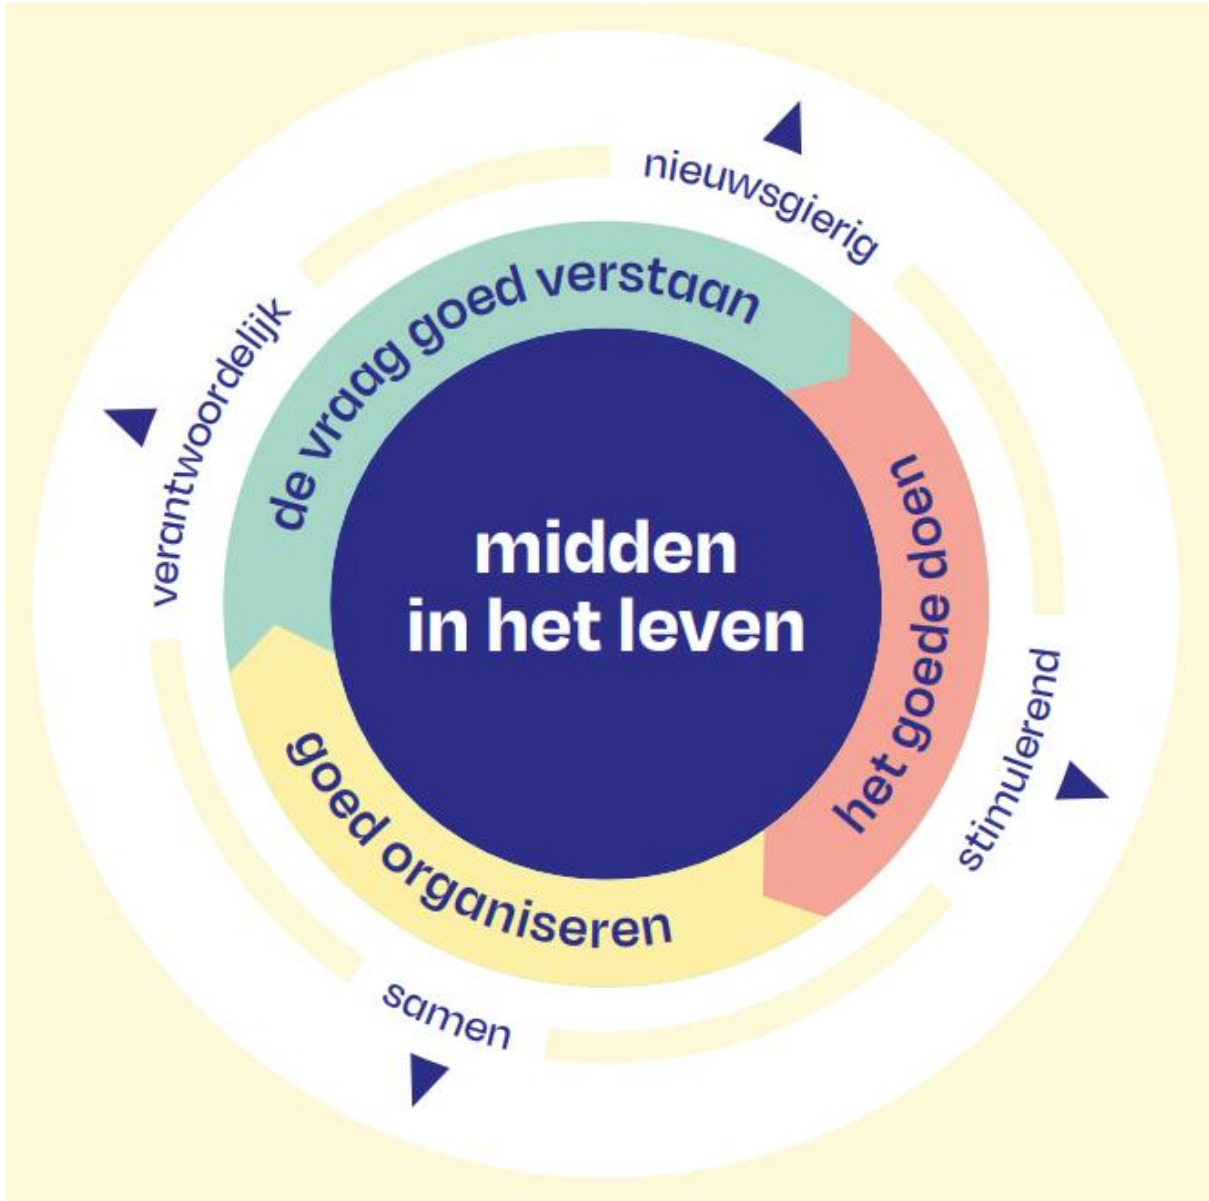 nieuwsgierig
verantwoordelijk
de vraag goed verstaan
het goede doen
midden
in het leven
stimulerend
goed organiseren
samen